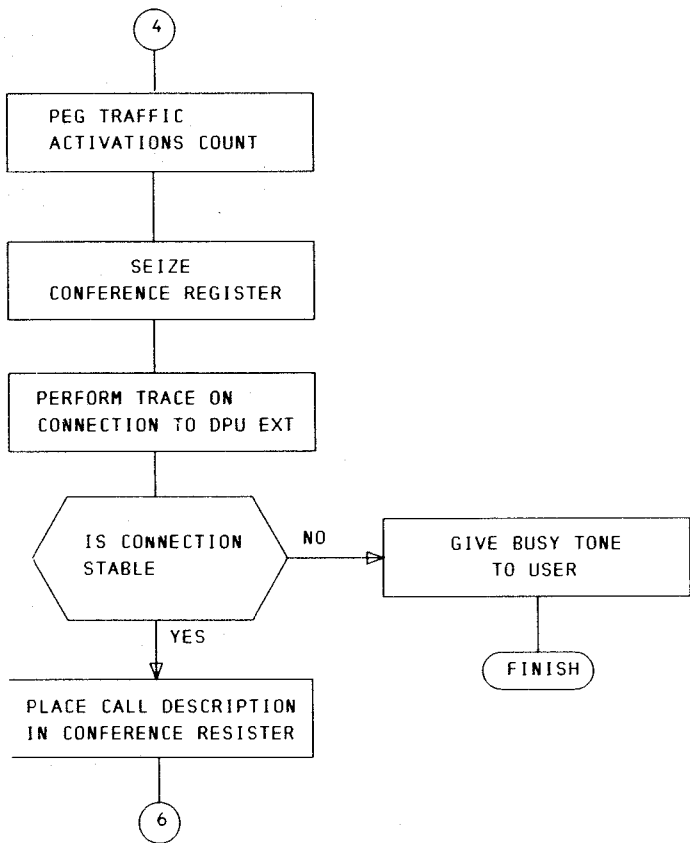 4
PEG TRAFFIC
ACTIVATIONS COUNT
SEIZE
CONFERENCE REGISTER
PERFORM TRACE ON
CONNECTION TO DPU EXT
IS CONNECTION
STABLE
NO
GIVE BUSY TONE
TO USER
FINISH
YES
PLACE CALL DESCRIPTION
IN CONFERENCE RESISTER
6